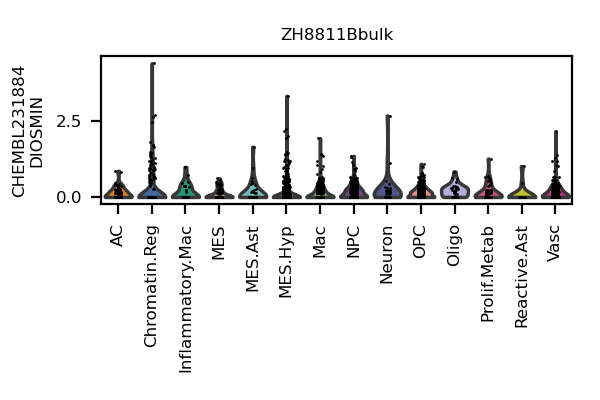 ZH8811Bbulk
CHEMBL231884
DIOSMIN
2.5
0.0
AC
Chromatin.Reg
Inflammatory.Mac
MES
MES.Ast
MES.Hyp
Mac
NPC
Neuron
OPC
Oligo
Prolif.Metab
Reactive.Ast
Vasc